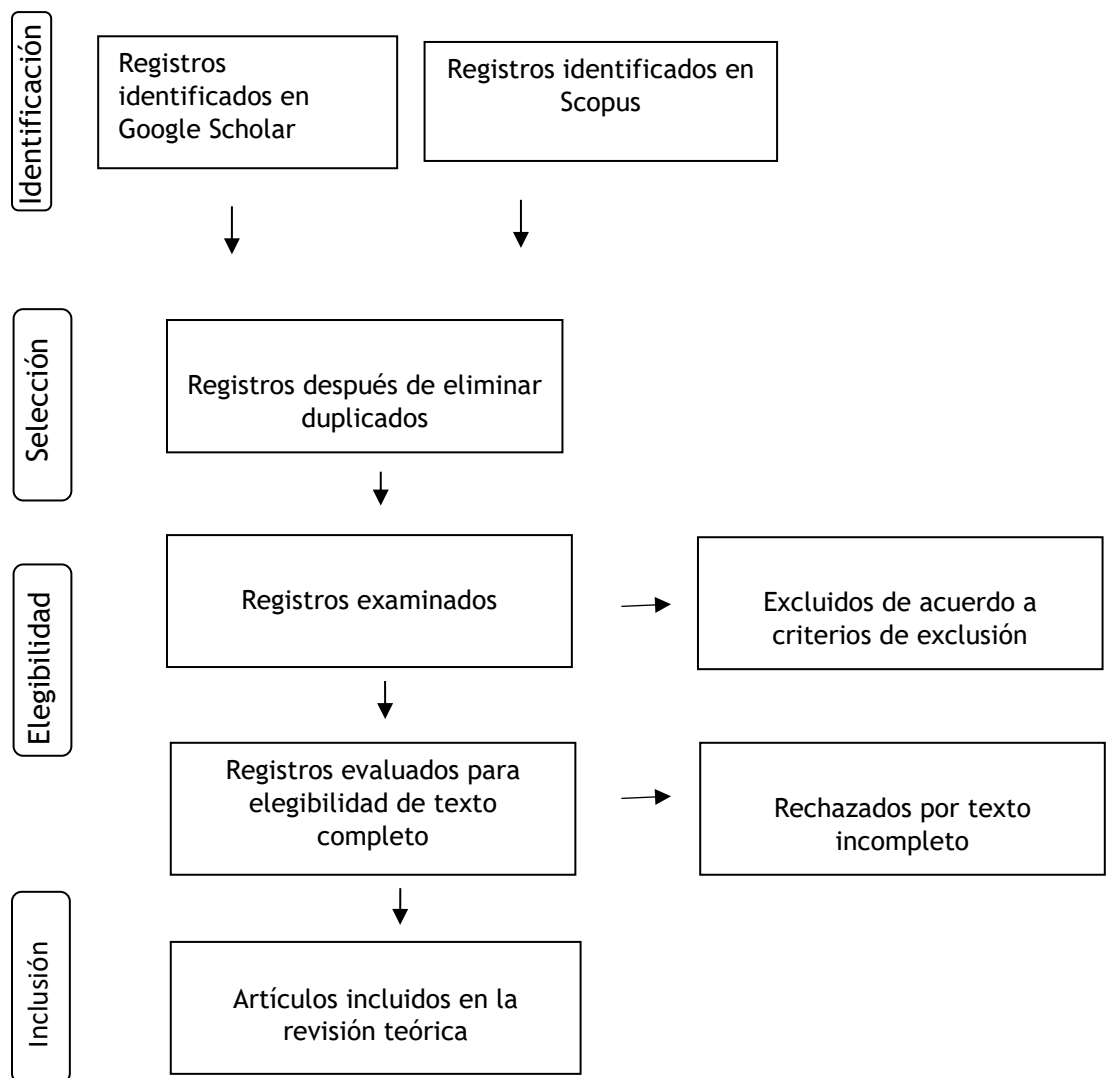 Identificación
Registros
identificados en
Google Scholar
Registros identificados en
Scopus
Selección
Registros después de eliminar
duplicados
Elegibilidad
Registros examinados
Excluidos de acuerdo a
criterios de exclusión
Registros evaluados para
elegibilidad de texto
completo
Rechazados por texto
incompleto
Inclusión
Artículos incluidos en la
revisión teórica